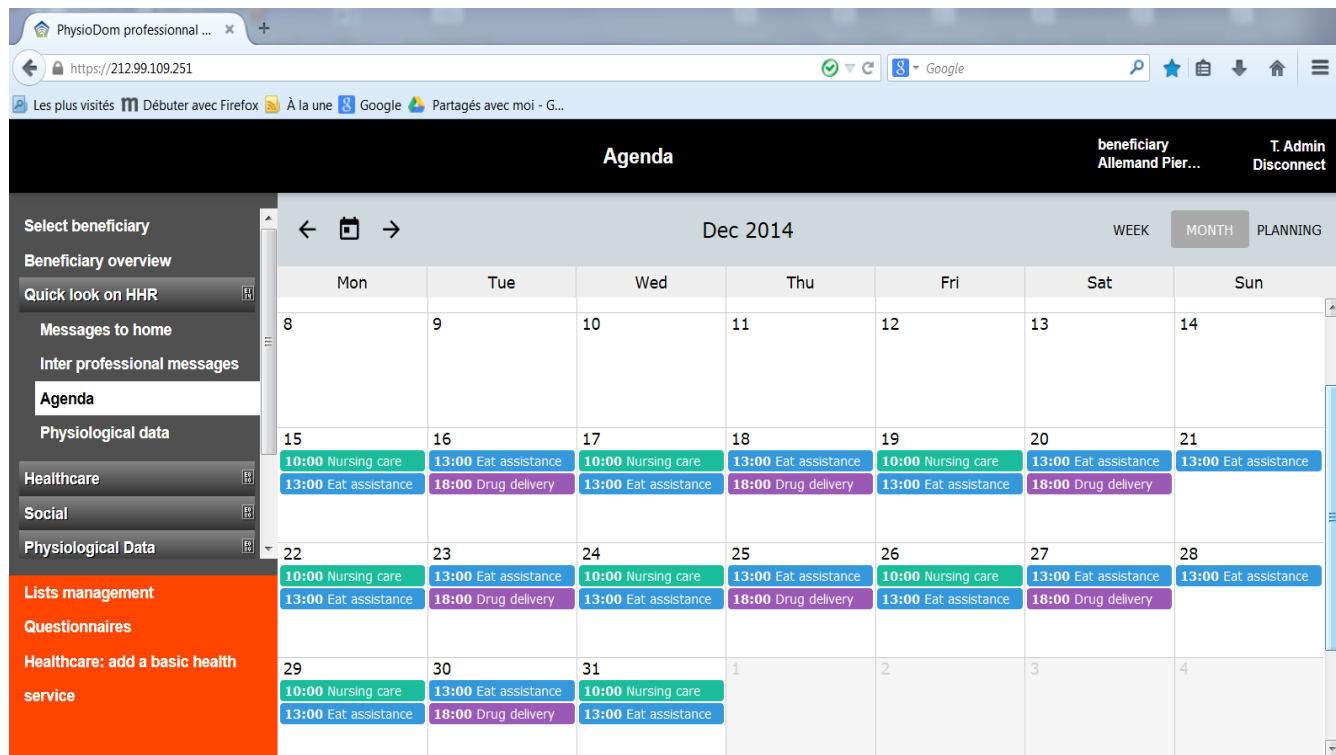 PhysioDom professionnal ...
https://212.99.109.251
Google
Les plus visités Débuter avec Firefox À la une Google Partagés avec moi - G...
Agenda
beneficiary
Allemand Pier...
T. Admin
Disconnect
Select beneficiary
Beneficiary overview
Quick look on HHR
Messages to home
Inter professional messages
Agenda
Physiological data
Healthcare
Social
Physiological Data
Lists management
Questionnaires
Healthcare: add a basic health
service
Dec 2014
WEEK MONTH PLANNING
Mon Tue Wed Thu Fri Sat Sun
8 9 10 11 12 13 14
15 16 17 18 19 20 21
10:00 Nursing care 13:00 Eat assistance 10:00 Nursing care 13:00 Eat assistance 10:00 Nursing care 13:00 Eat assistance 13:00 Eat assistance
13:00 Eat assistance 18:00 Drug delivery 13:00 Eat assistance 18:00 Drug delivery 13:00 Eat assistance 18:00 Drug delivery
22 23 24 25 26 27 28
10:00 Nursing care 13:00 Eat assistance 10:00 Nursing care 13:00 Eat assistance 10:00 Nursing care 13:00 Eat assistance 13:00 Eat assistance
13:00 Eat assistance 18:00 Drug delivery 13:00 Eat assistance 18:00 Drug delivery 13:00 Eat assistance 18:00 Drug delivery
29 30 31 1 2 3 4
10:00 Nursing care 13:00 Eat assistance 10:00 Nursing care
13:00 Eat assistance 18:00 Drug delivery 13:00 Eat assistance